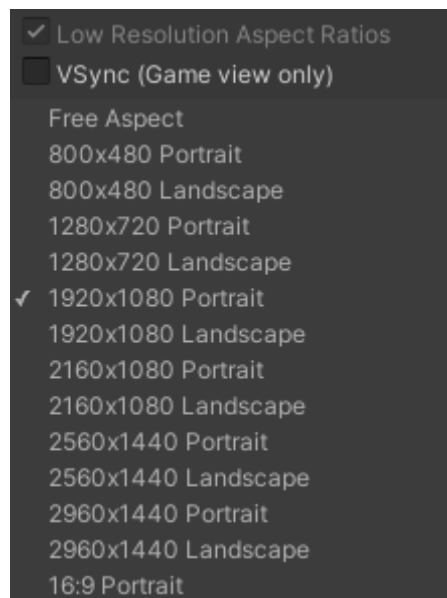 Low Resolution Aspect Ratios
VSync (Game view only)
Free Aspect
800x480 Portrait
800x480 Landscape
1280x720 Portrait
1280x720 Landscape
1920x1080 Portrait
1920x1080 Landscape
2160x1080 Portrait
2160x1080 Landscape
2560x1440 Portrait
2560x1440 Landscape
2960x1440 Portrait
2960x1440 Landscape
16:9 Portrait